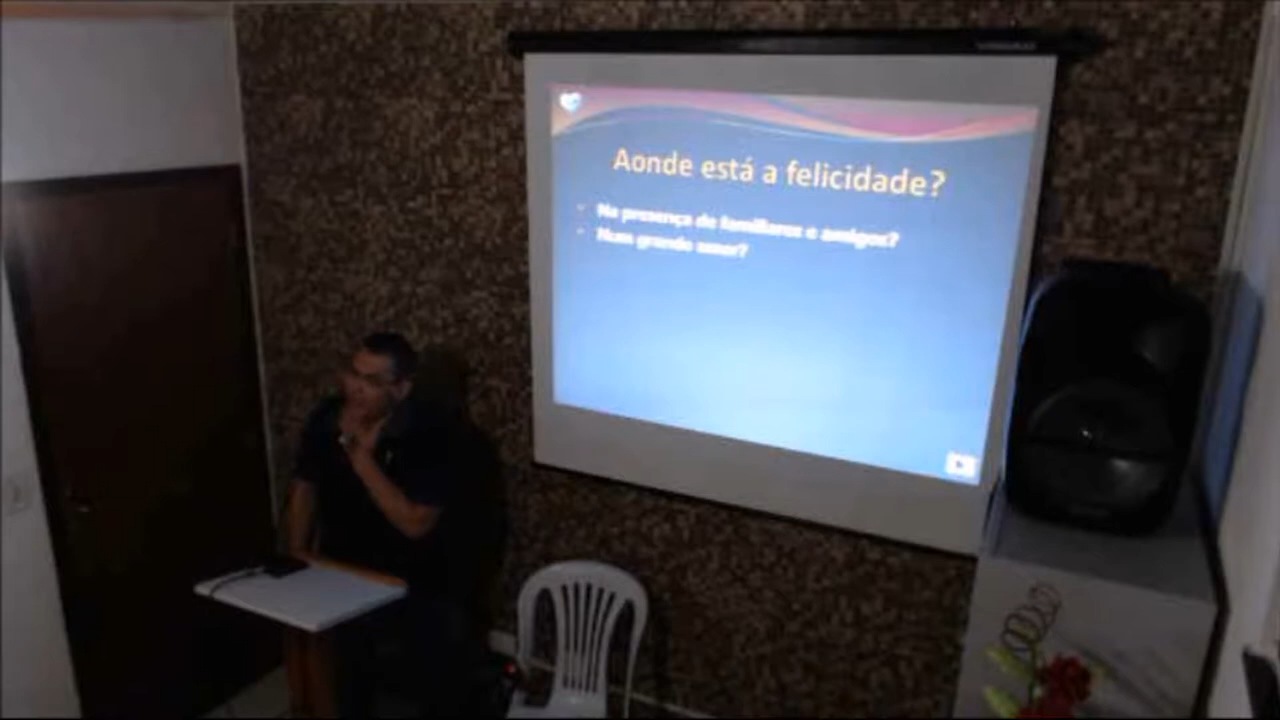 Aonde está a felicidade?
Na presença de familiares e amigos?
Num grande amor?